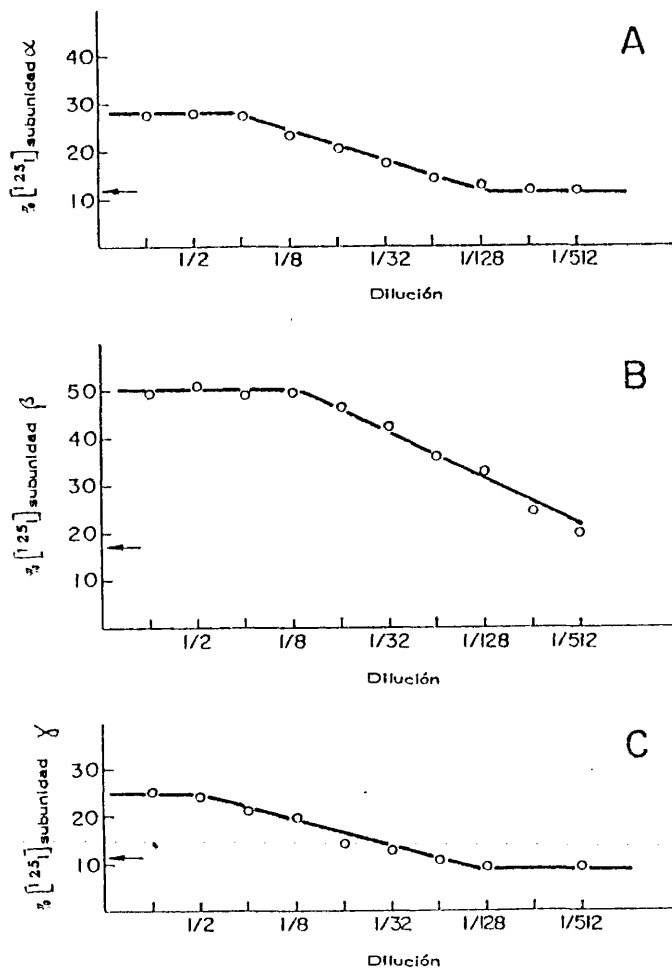 A
% [125I] subunidad α
40
30
20
10
1/2 1/8 1/32 1/128 1/512
Dilución
B
% [125I] subunidad β
50
40
30
20
10
1/2 1/8 1/32 1/128 1/512
Dilución
C
% [125I] subunidad γ
30
20
10
1/2 1/8 1/32 1/128 1/512
Dilución